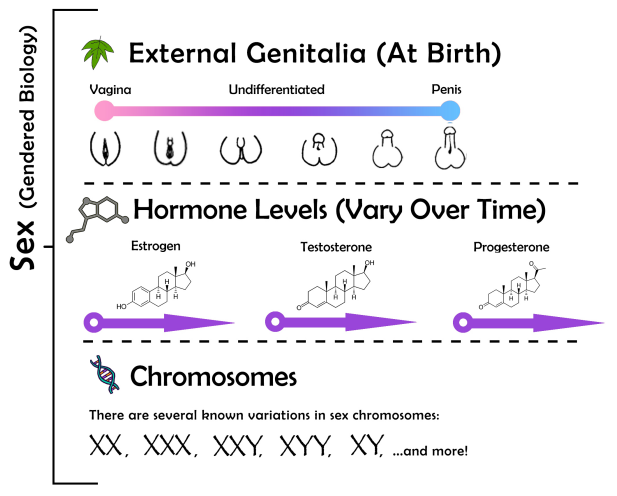 Sex (Gendered Biology)
External Genitalia (At Birth)
Vagina Undifferentiated Penis
Hormone Levels (Vary Over Time)
Estrogen Testosterone Progesterone
OH
HO
H
H
H
OH
O
H
H
H
O
O
H
H
H
Chromosomes
There are several known variations in sex chromosomes:
XX, XXX, XXY, XYY, XY, ...and more!